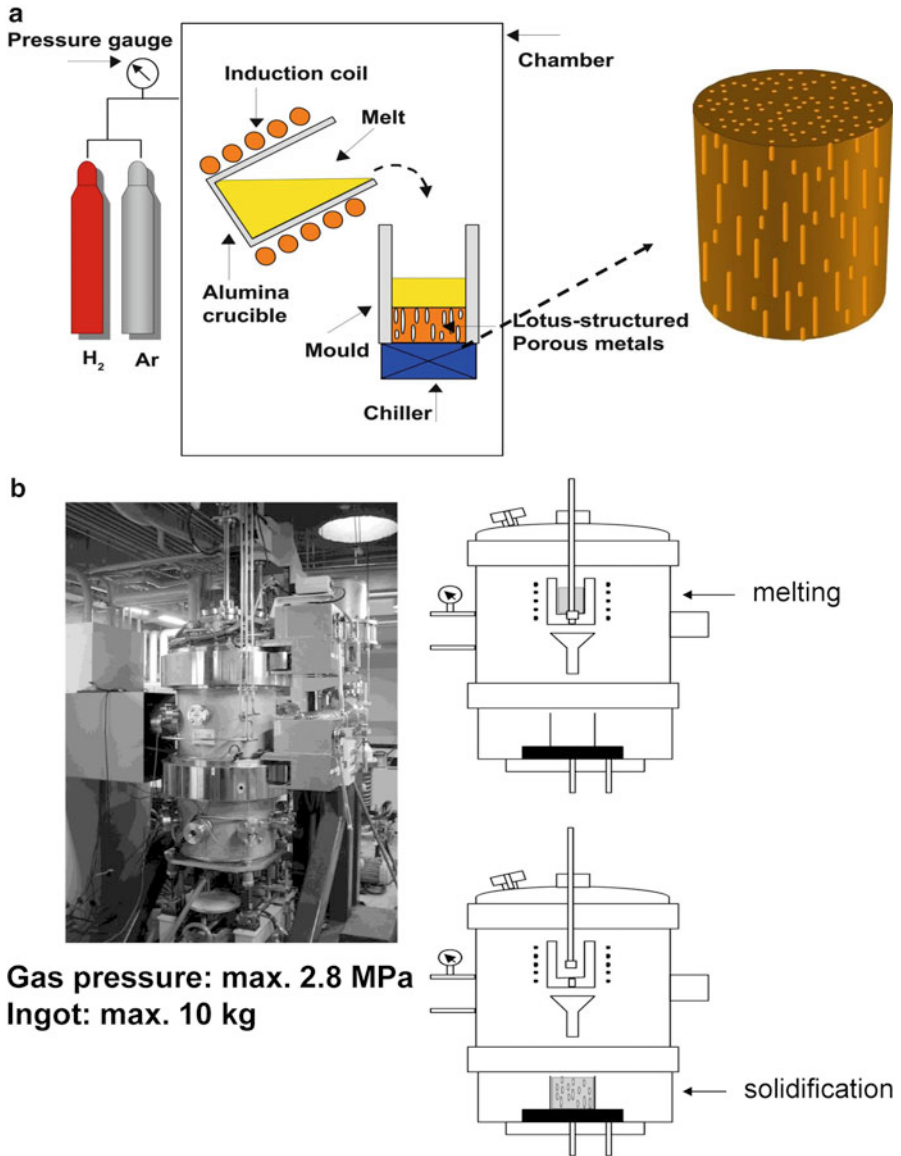 a
Pressure gauge
Induction coil
Melt
Chamber
Alumina
crucible
Mould
Lotus-structured
Porous metals
Chiller
H₂
Ar
b
melting
Gas pressure: max. 2.8 MPa
Ingot: max. 10 kg
solidification